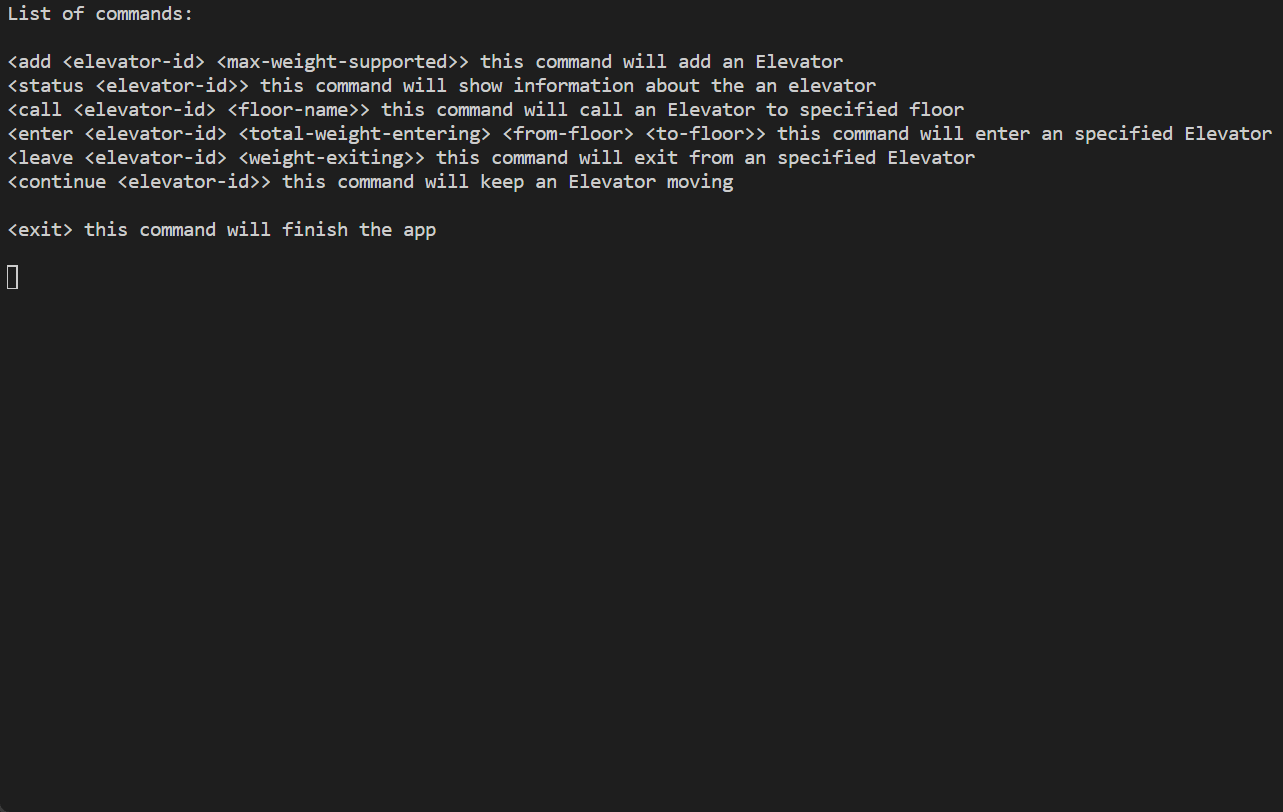 List of commands:
<add <elevator-id> <max-weight-supported>> this command will add an Elevator
<status <elevator-id>> this command will show information about the an elevator
<call <elevator-id> <floor-name>> this command will call an Elevator to specified floor
<enter <elevator-id> <total-weight-entering> <from-floor> <to-floor>> this command will enter an specified Elevator
<leave <elevator-id> <weight-exiting>> this command will exit from an specified Elevator
<continue <elevator-id>> this command will keep an Elevator moving
<exit> this command will finish the app